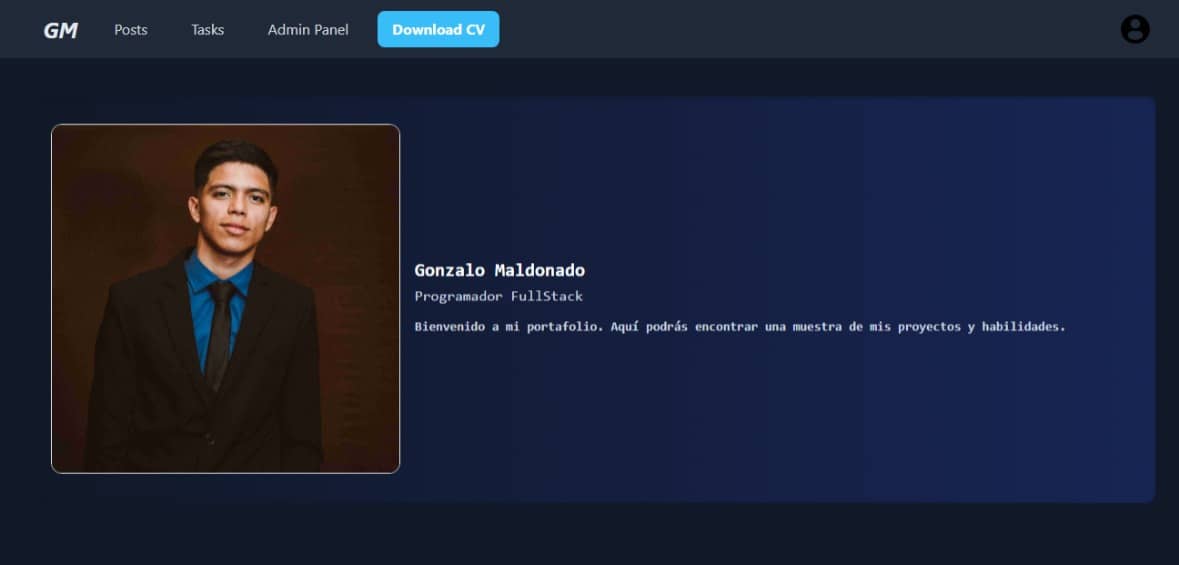 GM Posts Tasks Admin Panel Download CV
Gonzalo Maldonado
Programador FullStack
Bienvenido a mi portafolio. Aquí podrás encontrar una muestra de mis proyectos y habilidades.